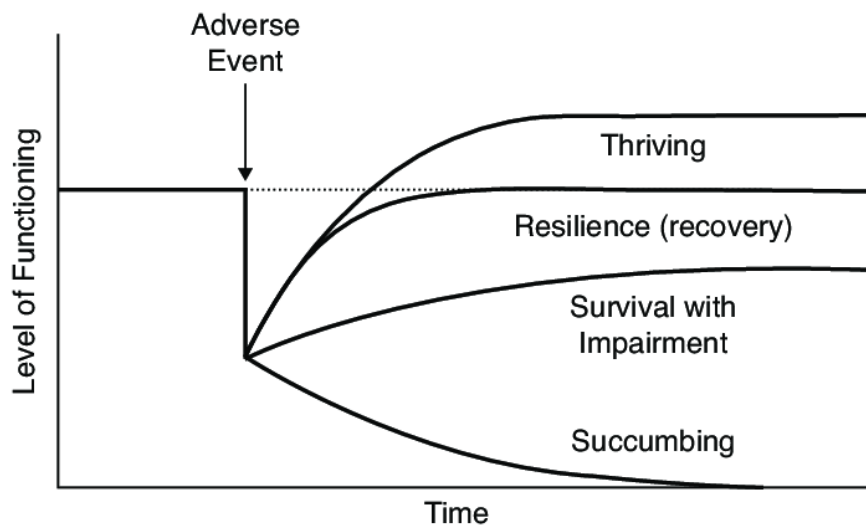 Adverse
Event
Level of Functioning
Thriving
Resilience (recovery)
Survival with
Impairment
Succumbing
Time